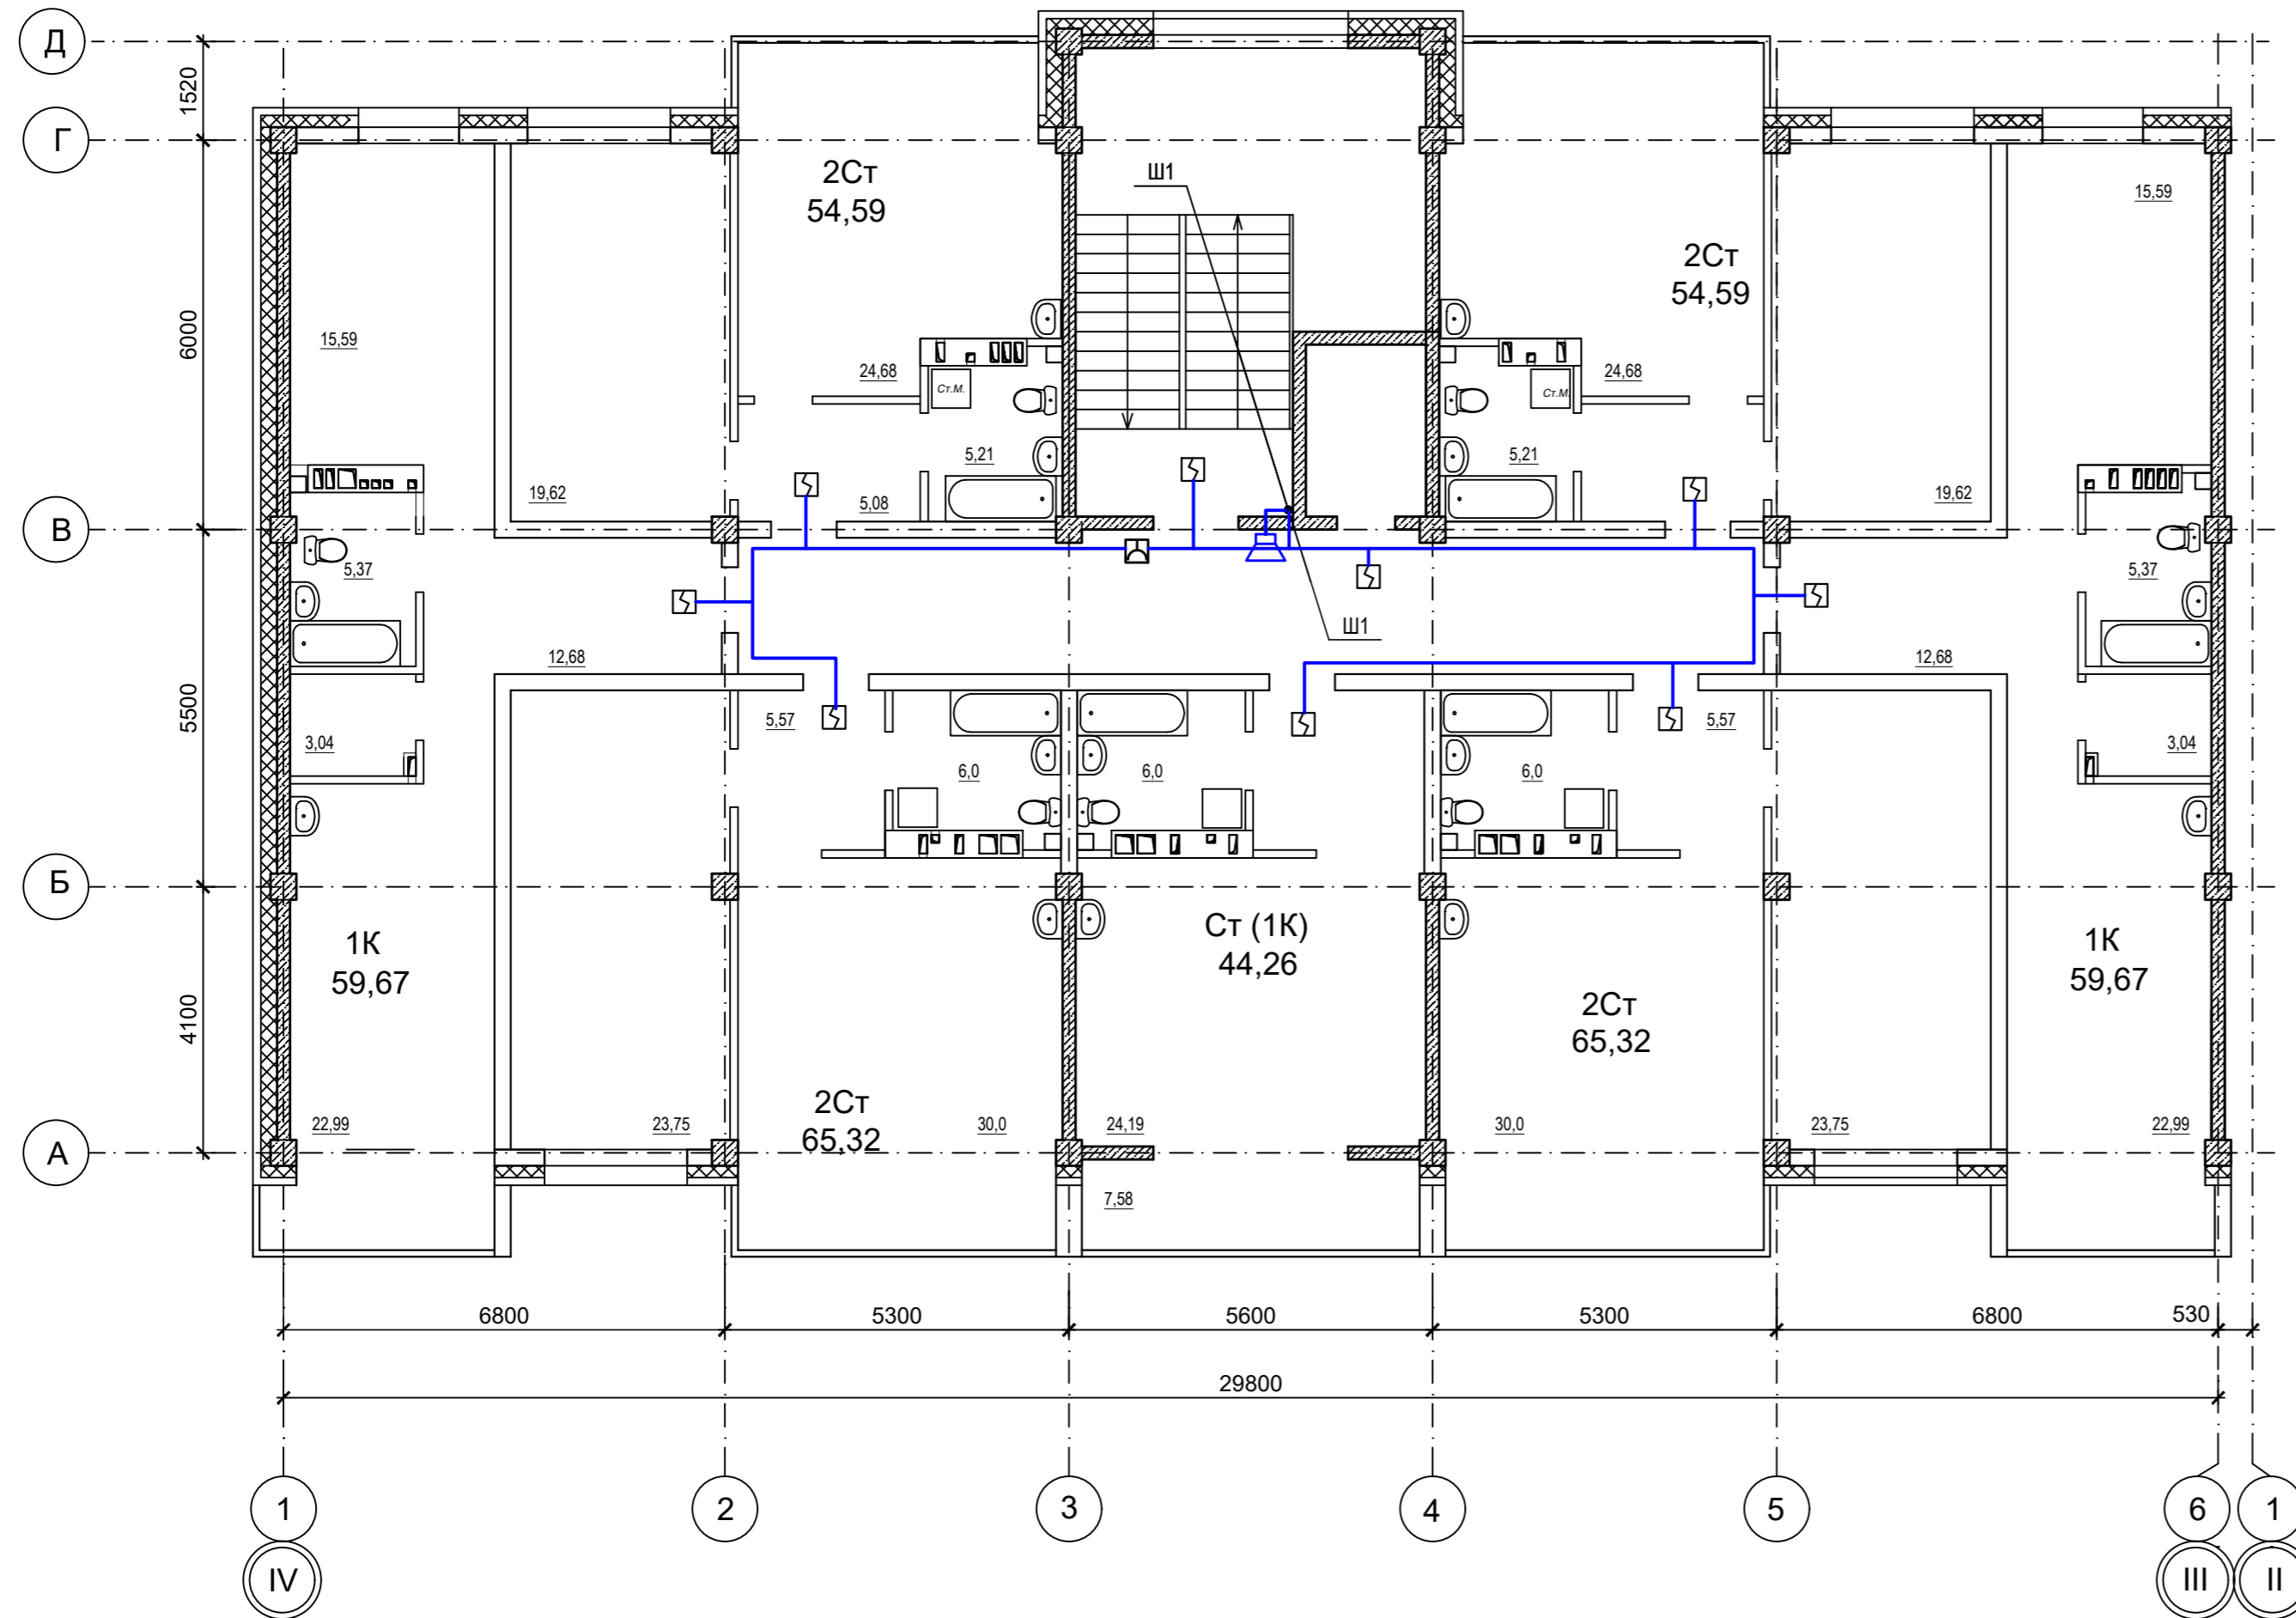 Д
1520
Г
2Ст
54,59
Ш1
15,59
2Ст
54,59
6000
15,59
24,68
Ст.М.
24,68
Ст.М.
5,21
5,21
19,62
5,08
19,62
В
5,37
5,37
Ш1
12,68
12,68
5500
5,57
5,57
3,04
3,04
6,0
6,0
6,0
Б
1К
59,67
Ст (1К)
44,26
1К
59,67
4100
2Ст
65,32
2Ст
65,32
22,99
23,75
30,0
24,19
30,0
23,75
22,99
А
7,58
6800
5300
5600
5300
6800
530
29800
1
2
3
4
5
6
1
IV
III
II